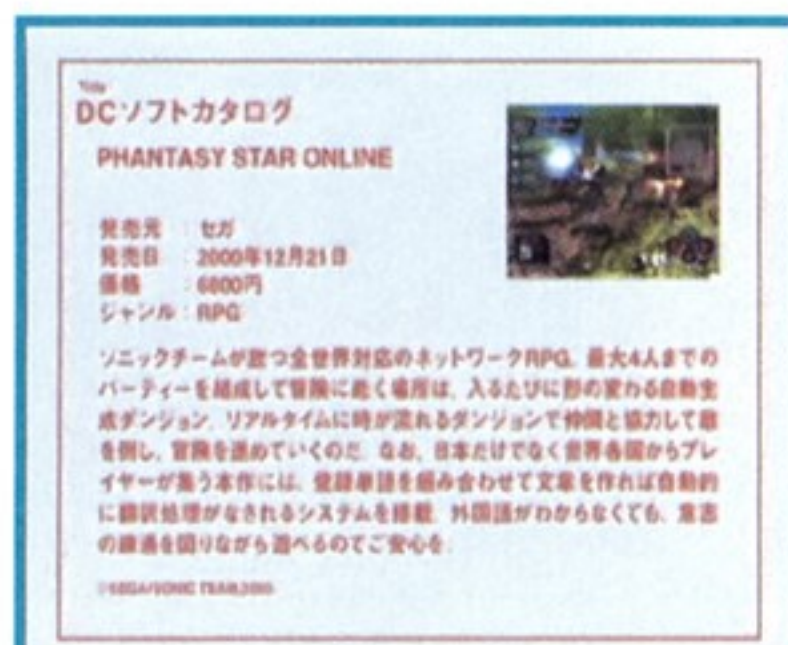 Title
DCソフトカタログ
PHANTASY STAR ONLINE
発売元 : セガ
発売日 : 2000年12月21日
価格 : 6800円
ジャンル : RPG
ソニックチームが放つ全世界対応のネットワークRPG。最大4人までの
パーティーを結成して冒険に赴く場所は、入るたびに形の変わる自動生
成ダンジョン。リアルタイムに時が流れるダンジョンで仲間と協力して敵
を倒し、冒険を進めていくのだ。なお、日本だけでなく世界各国からプレ
イヤーが集う本作には、登録単語を組み合わせて文章を作れば自動的
に翻訳処理がなされるシステムを搭載。外国語がわからなくても、意志
の疎通を図りながら遊べるのでご安心を。
©SEGA/SONIC TEAM,2000